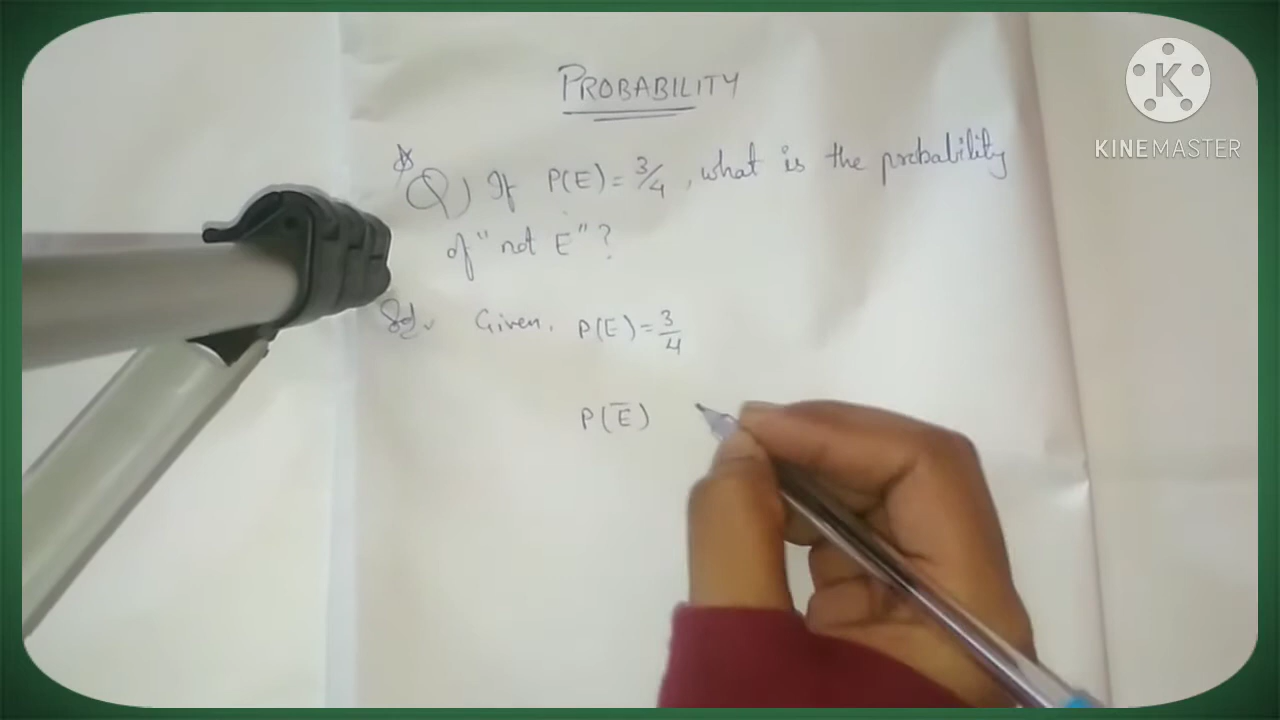 PROBABILITY
Q) If P(E) = 3/4, what is the probability
of "not E"?
Sol. Given, P(E) = 3/4
P(E̅)
K
KINEMASTER